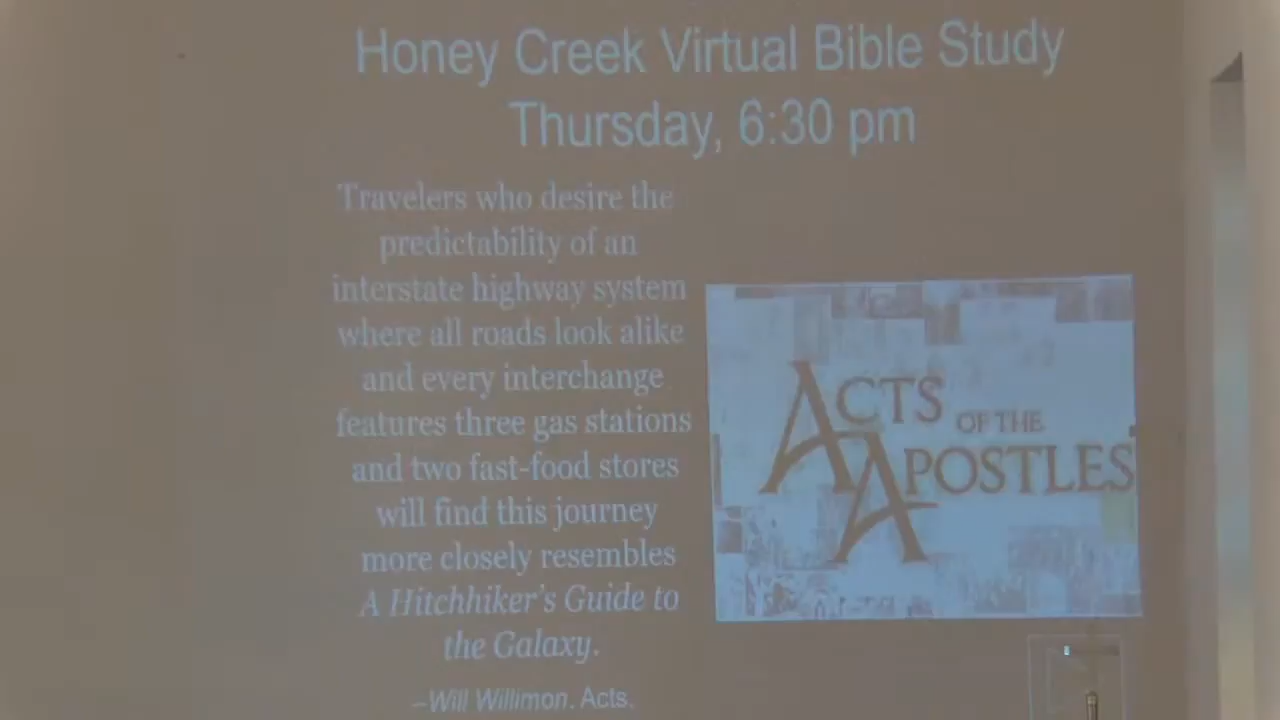 Honey Creek Virtual Bible Study
Thursday, 6:30 pm
Travelers who desire the
predictability of an
interstate highway system
where all roads look alike
and every interchange
features three gas stations
and two fast-food stores
will find this journey
more closely resembles
A Hitchhiker's Guide to
the Galaxy.
–Will Willimon. Acts.
ACTS
OF THE
APOSTLES